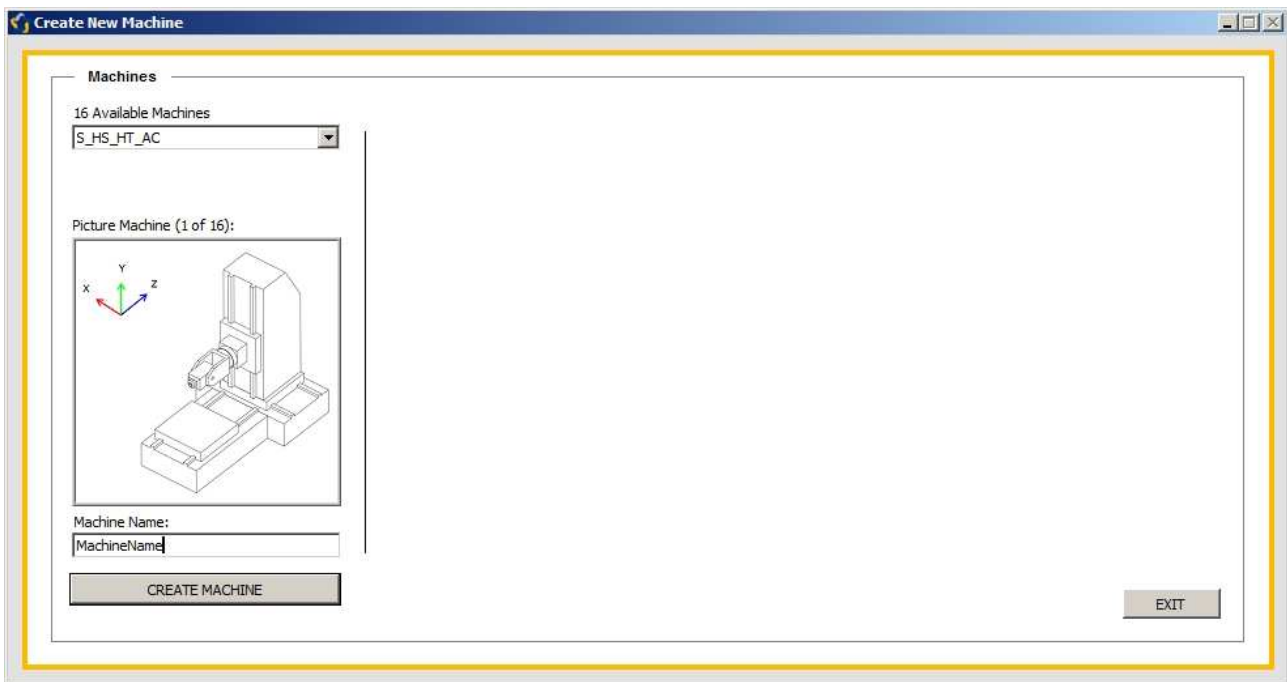 Create New Machine
Machines
16 Available Machines
S_HS_HT_AC
Picture Machine (1 of 16):
Y
X
Z
Machine Name:
MachineName
CREATE MACHINE
EXIT